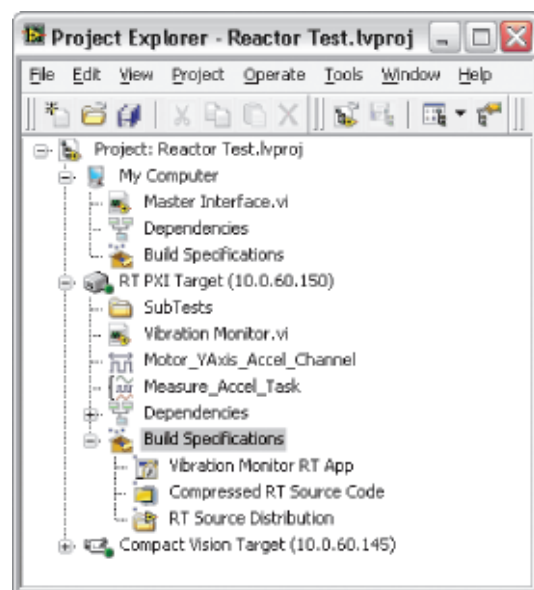 Project Explorer - Reactor Test.lvproj
File Edit View Project Operate Tools Window Help
Project: Reactor Test.lvproj
My Computer
Master Interface.vi
Dependencies
Build Specifications
RT PXI Target (10.0.60.150)
SubTests
Vibration Monitor.vi
Motor_YAxis_Accel_Channel
Measure_Accel_Task
Dependencies
Build Specifications
Vibration Monitor RT App
Compressed RT Source Code
RT Source Distribution
Compact Vision Target (10.0.60.145)